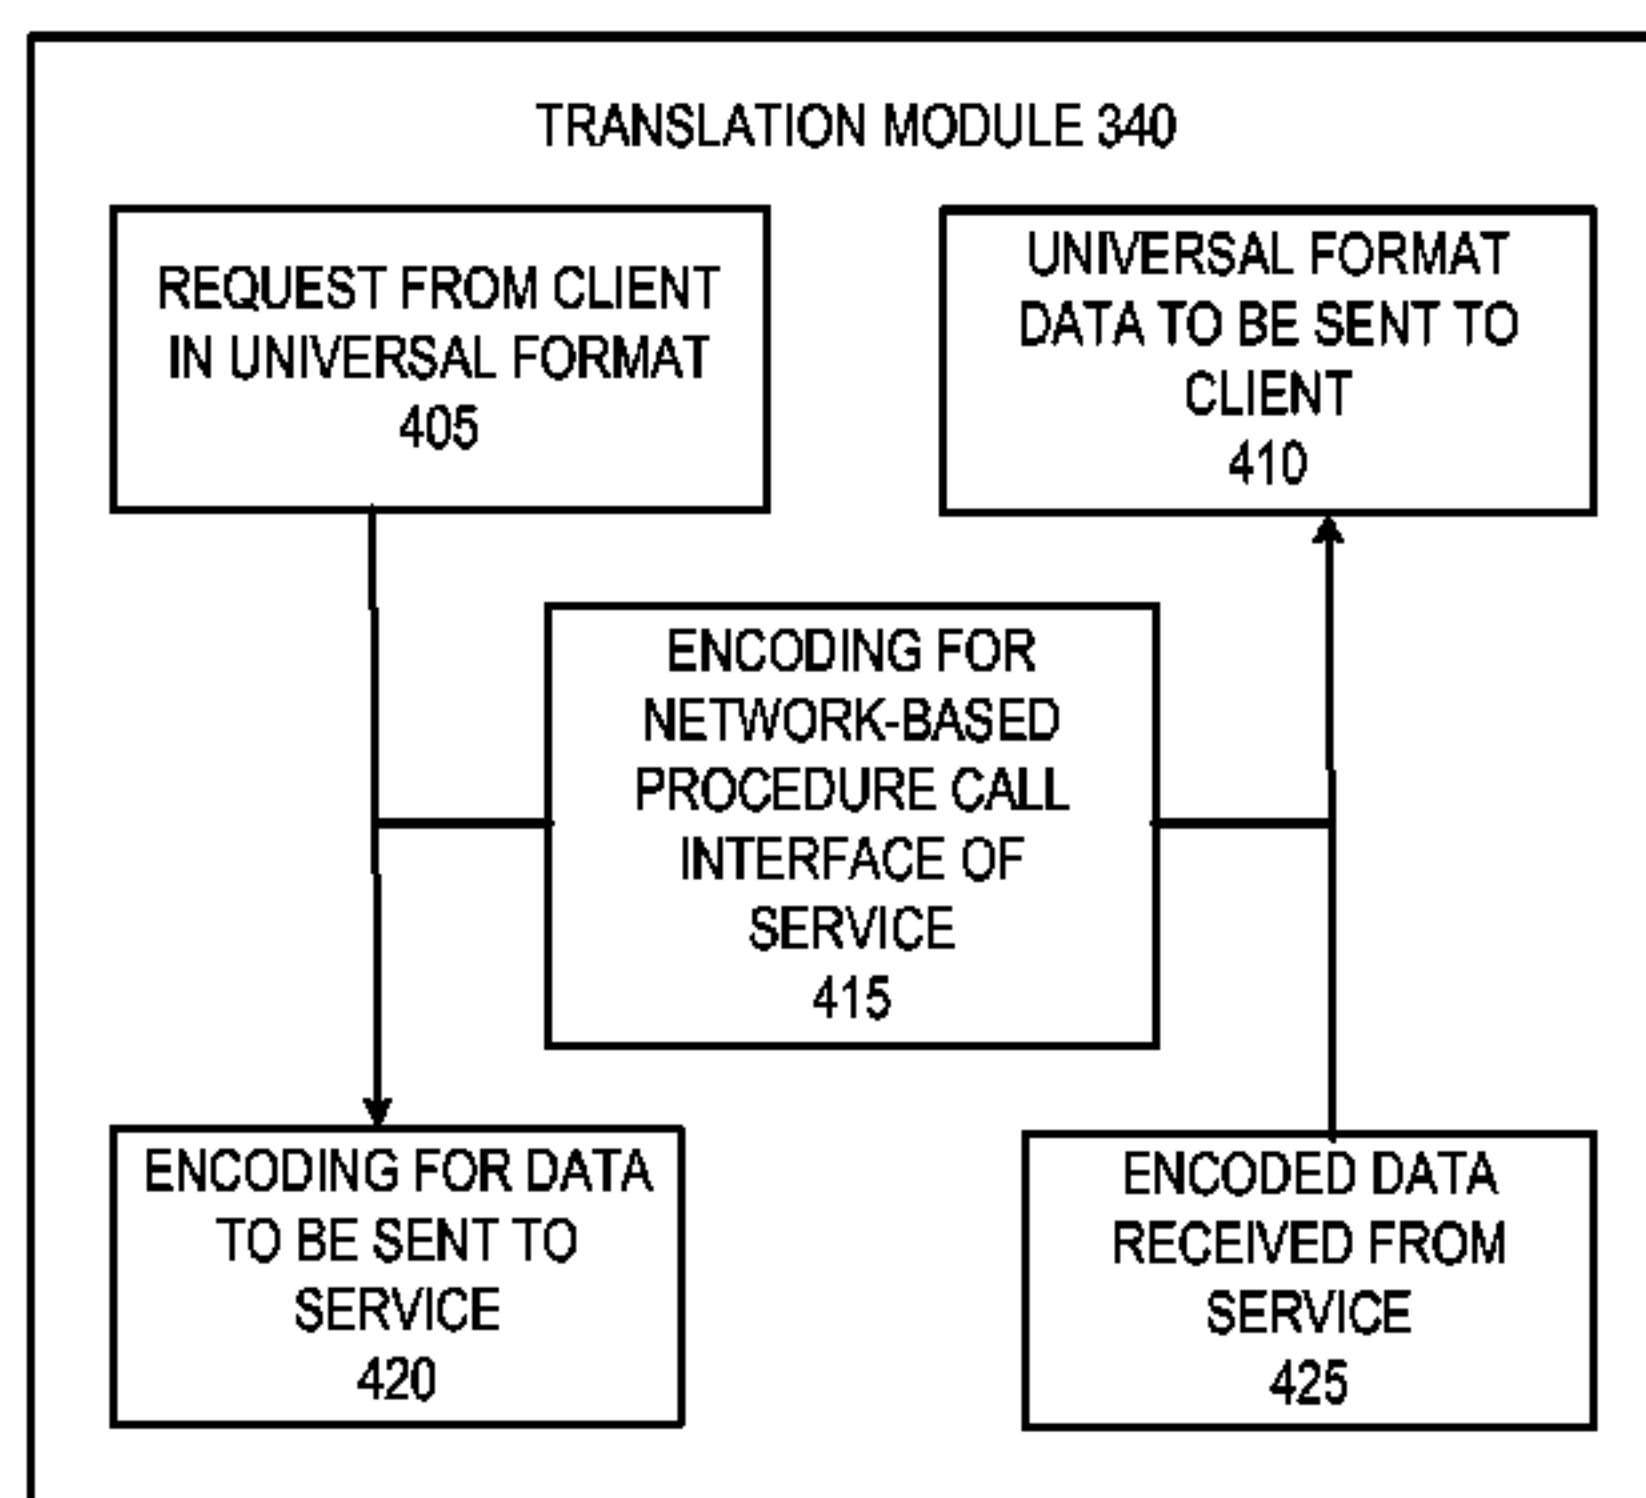 TRANSLATION MODULE 340
REQUEST FROM CLIENT
IN UNIVERSAL FORMAT
405
UNIVERSAL FORMAT
DATA TO BE SENT TO
CLIENT
410
ENCODING FOR
NETWORK-BASED
PROCEDURE CALL
INTERFACE OF
SERVICE
415
ENCODING FOR DATA
TO BE SENT TO
SERVICE
420
ENCODED DATA
RECEIVED FROM
SERVICE
425